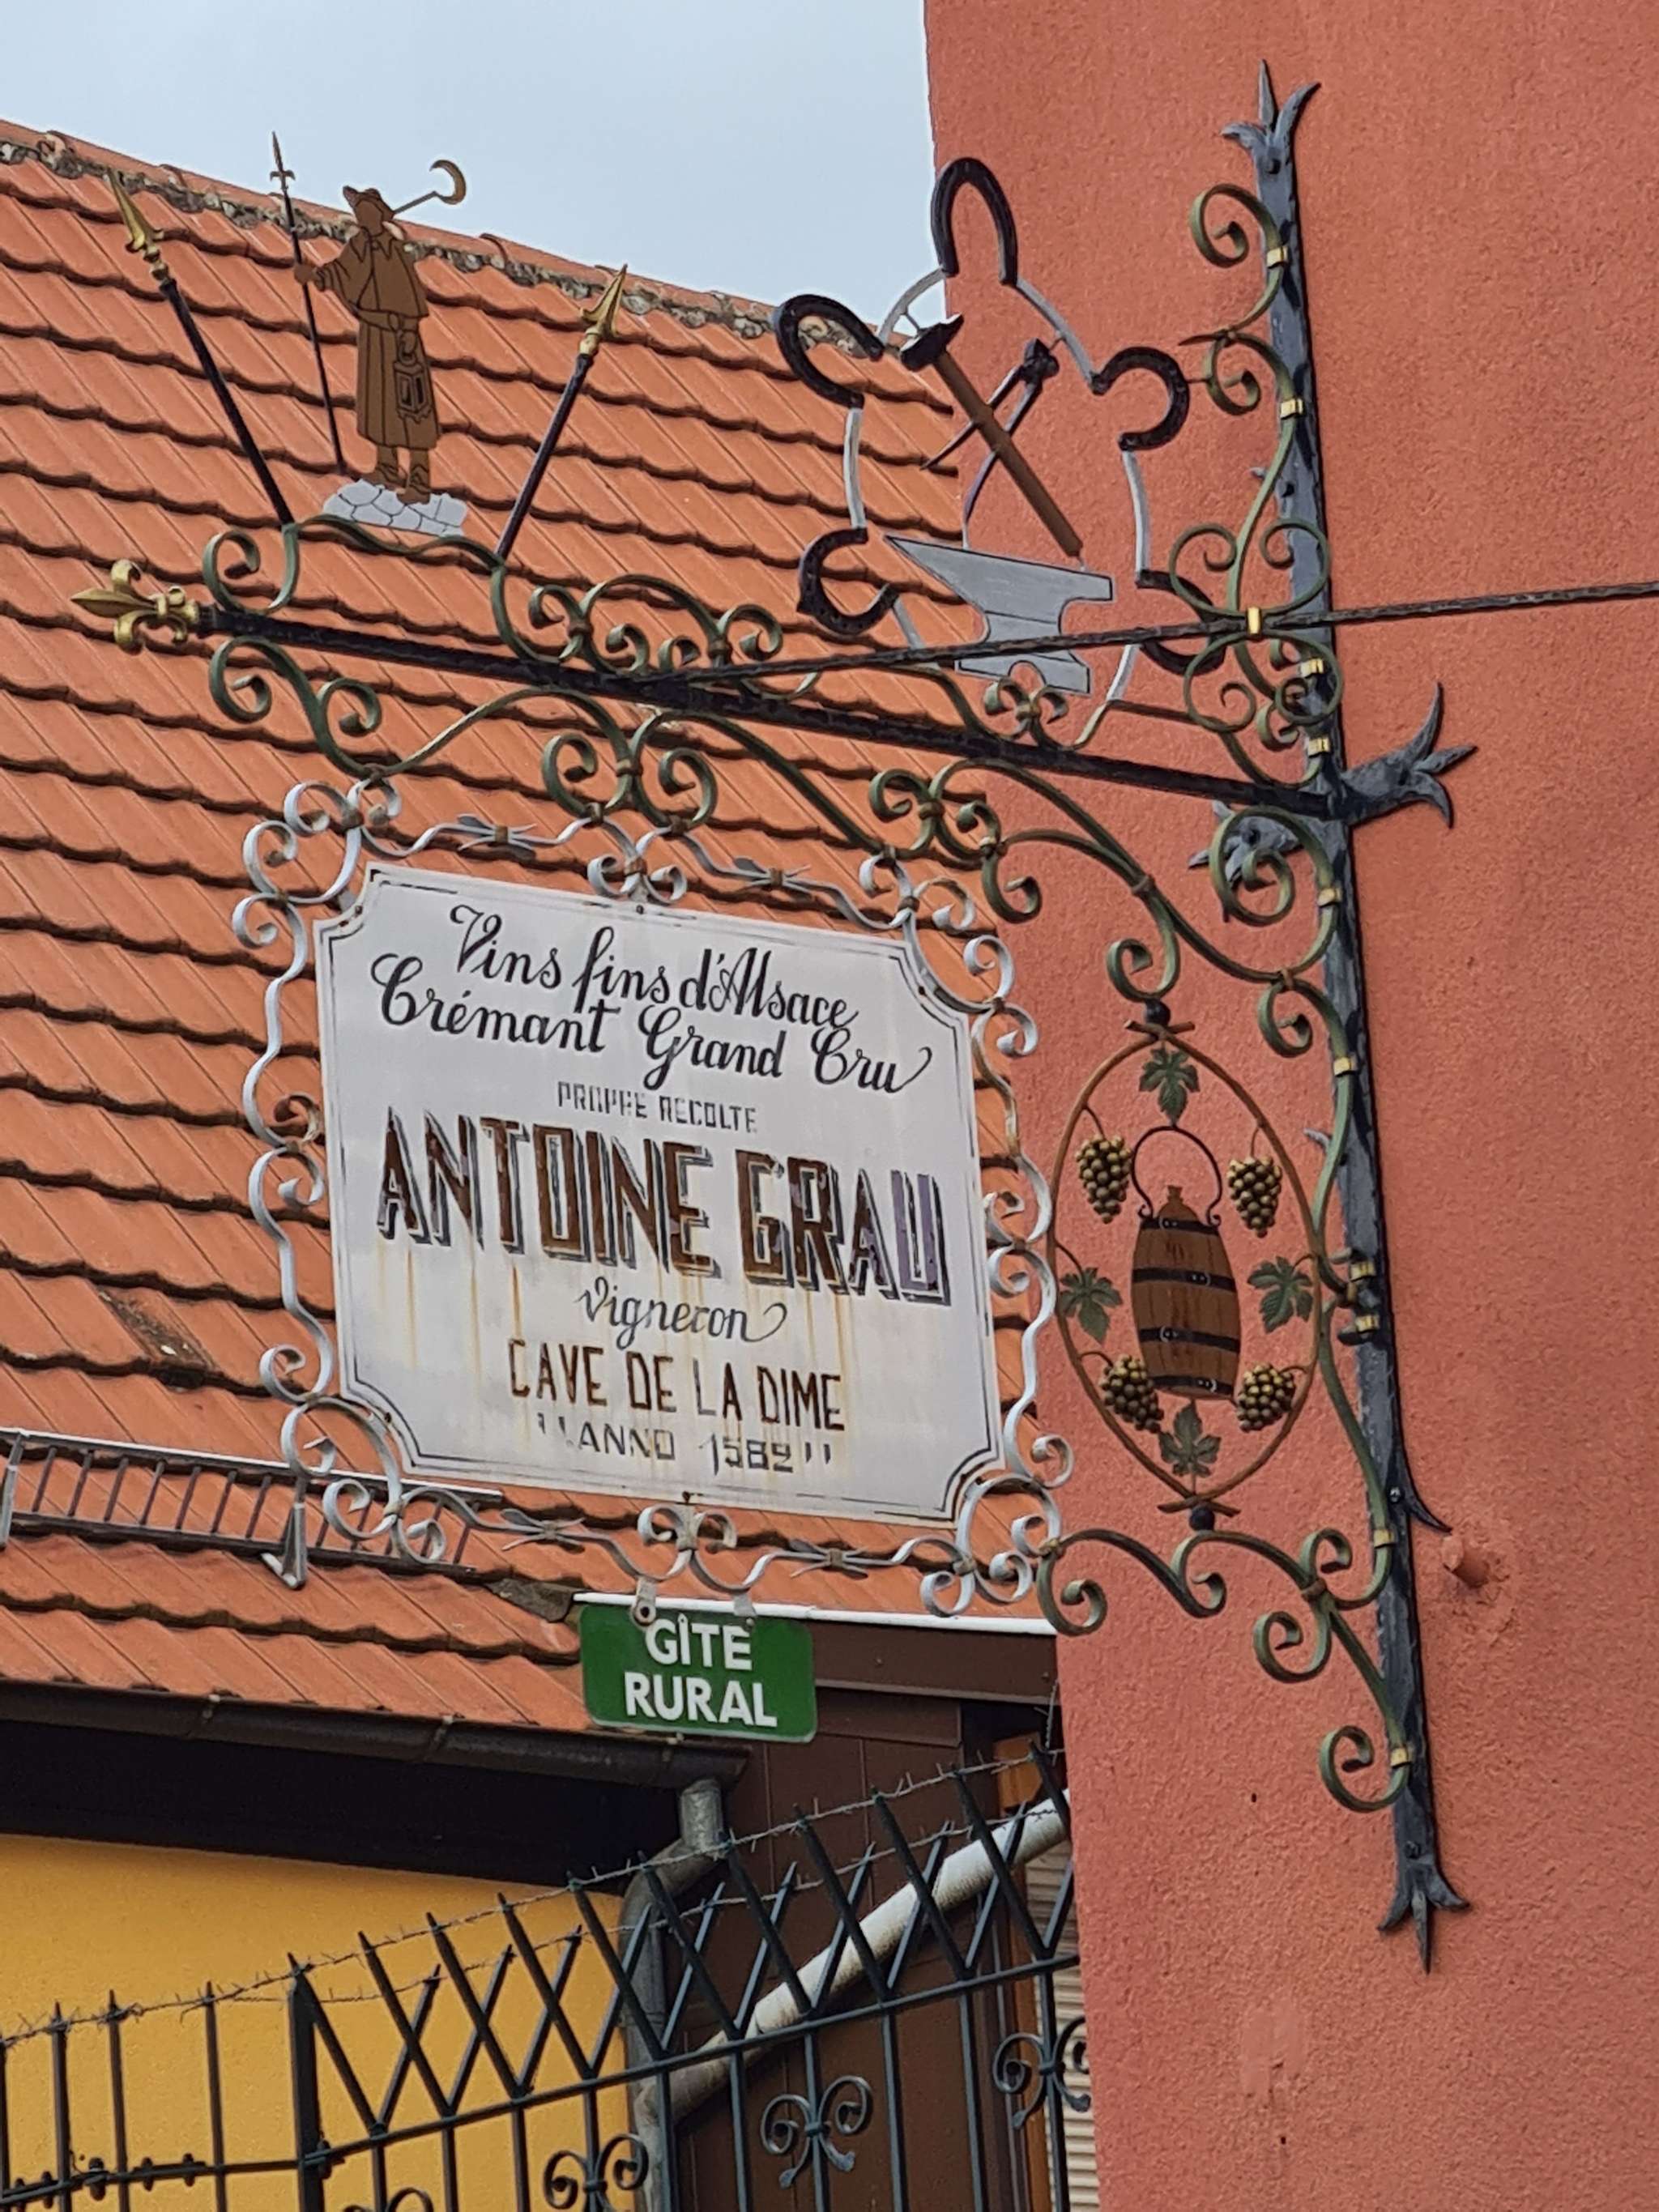 Vins fins d'Alsace
Crémant Grand Cru
PROPRE RECOLTE
ANTOINE GRAU
Vigneron
CAVE DE LA DIME
"ANNO 1582"
GÎTE
RURAL